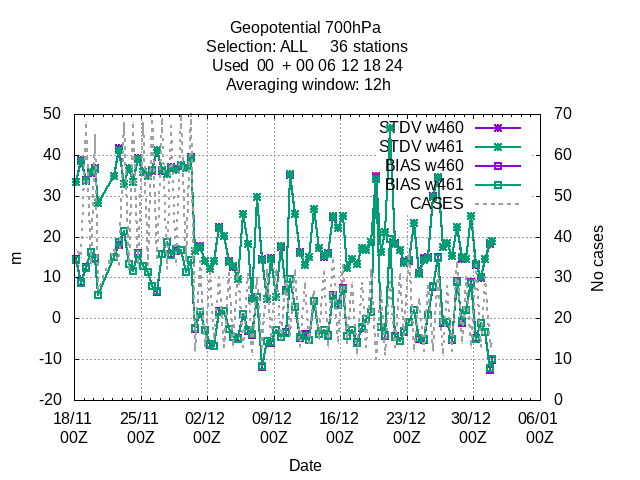 Geopotential 700hPa
Selection: ALL 36 stations
Used 00 + 00 06 12 18 24
Averaging window: 12h
50 70
40 60
30 50
20 40
10 30
0 20
-10 10
-20 0
STDV w460
STDV w461
BIAS w460
BIAS w461
CASES
m
No cases
18/11 25/11 02/12 09/12 16/12 23/12 30/12 06/01
00Z 00Z 00Z 00Z 00Z 00Z 00Z 00Z
Date